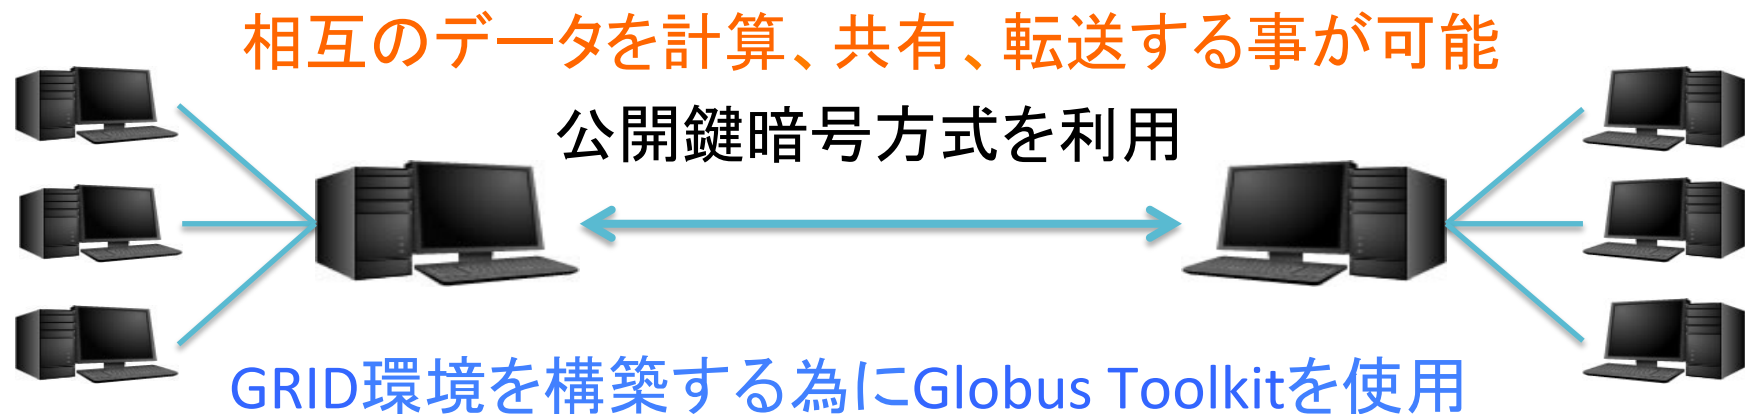 相互のデータを計算、共有、転送する事が可能
公開鍵暗号方式を利用
GRID環境を構築する為にGlobus Toolkitを使用